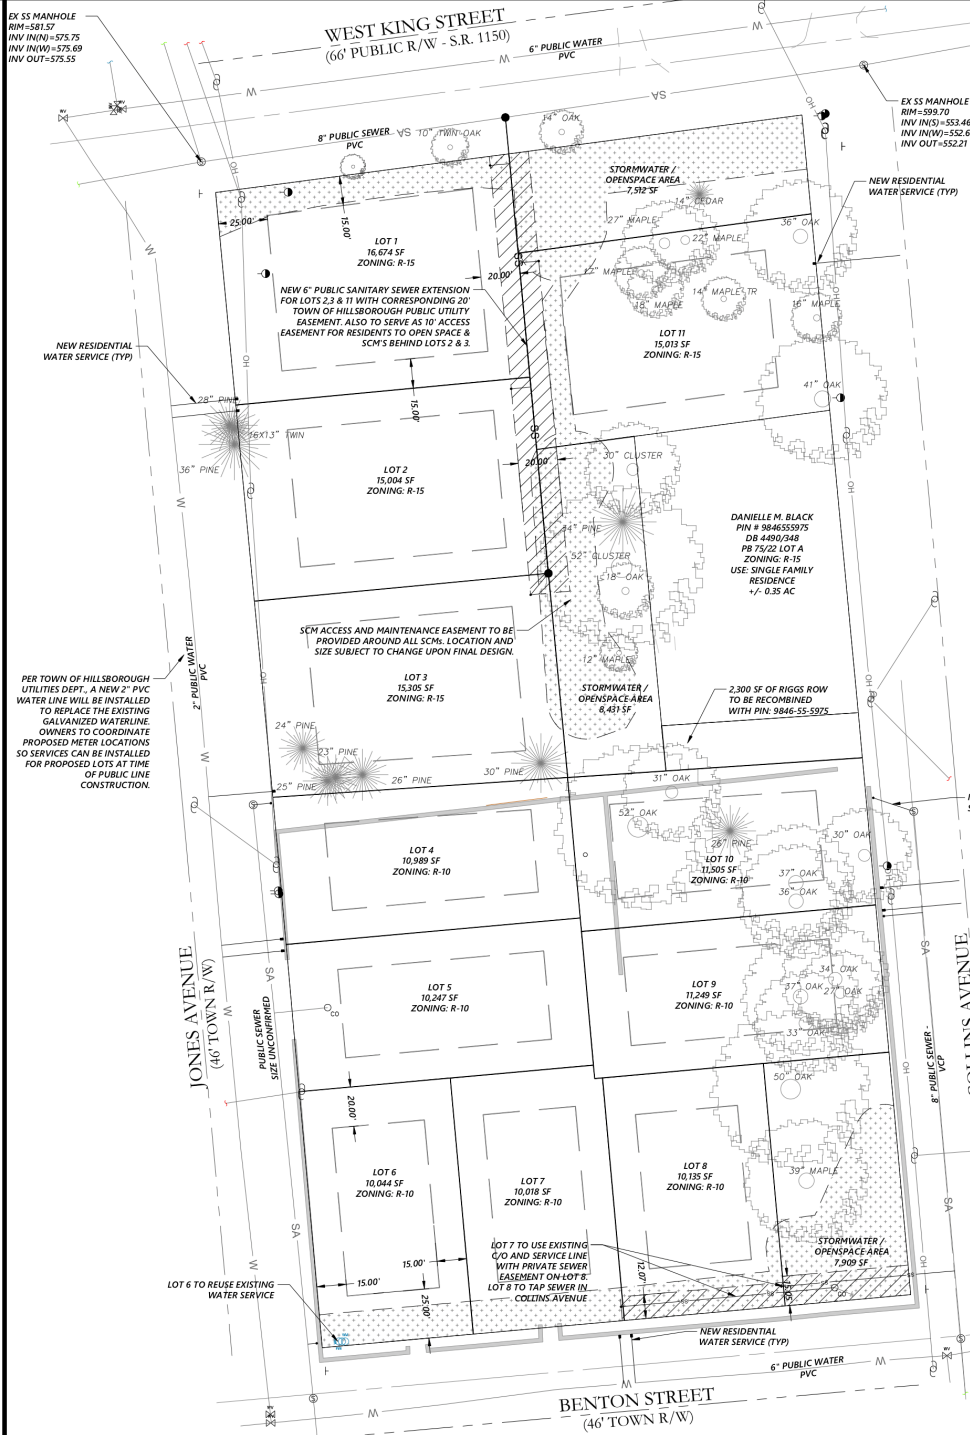 EX SS MANHOLE
RIM=581.57
INV IN(N)=575.75
INV IN(W)=575.69
INV OUT=575.55
WEST KING STREET
(66' PUBLIC R/W - S.R. 1150)
6" PUBLIC WATER
PVC
8" PUBLIC SEWER
PVC
10" TWIN OAK
14" OAK
EX SS MANHOLE
RIM=599.70
INV IN(S)=553.46
INV IN(W)=552.6
INV OUT=552.21
NEW RESIDENTIAL
WATER SERVICE (TYP)
STORMWATER /
OPENSPACE AREA
7,512 SF
14" CEDAR
27" MAPLE
22" MAPLE
36" OAK
17" MAPLE
18" MAPLE
14" MAPLE TR
16" MAPLE
25.00'
15.00'
LOT 1
16,674 SF
ZONING: R-15
20.00'
NEW 6" PUBLIC SANITARY SEWER EXTENSION
FOR LOTS 2,3 & 11 WITH CORRESPONDING 20'
TOWN OF HILLSBOROUGH PUBLIC UTILITY
EASEMENT. ALSO TO SERVE AS 10' ACCESS
EASEMENT FOR RESIDENTS TO OPEN SPACE &
SCM'S BEHIND LOTS 2 & 3.
LOT 11
15,013 SF
ZONING: R-15
NEW RESIDENTIAL
WATER SERVICE (TYP)
15.00'
41" OAK
28" PINE
16X13" TWIN
36" PINE
LOT 2
15,004 SF
ZONING: R-15
20.00'
30" CLUSTER
DANIELLE M. BLACK
PIN # 9846555975
DB 4490/348
PB 75/22 LOT A
ZONING: R-15
USE: SINGLE FAMILY
RESIDENCE
+/- 0.35 AC
52" CLUSTER
18" OAK
12" MAPLE
SCM ACCESS AND MAINTENANCE EASEMENT TO BE
PROVIDED AROUND ALL SCMs. LOCATION AND
SIZE SUBJECT TO CHANGE UPON FINAL DESIGN.
LOT 3
15,305 SF
ZONING: R-15
STORMWATER /
OPENSPACE AREA
8,431 SF
2,300 SF OF RIGGS ROW
TO BE RECOMBINED
WITH PIN: 9846-55-5975
PER TOWN OF HILLSBOROUGH
UTILITIES DEPT., A NEW 2" PVC
WATER LINE WILL BE INSTALLED
TO REPLACE THE EXISTING
GALVANIZED WATERLINE.
OWNERS TO COORDINATE
PROPOSED METER LOCATIONS
SO SERVICES CAN BE INSTALLED
FOR PROPOSED LOTS AT TIME
OF PUBLIC LINE
CONSTRUCTION.
2" PUBLIC WATER
PVC
24" PINE
23" PINE
25" PINE
26" PINE
30" PINE
31" OAK
52" OAK
26" PINE
30" OAK
LOT 4
10,989 SF
ZONING: R-10
LOT 10
11,505 SF
ZONING: R-10
37" OAK
36" OAK
LOT 5
10,247 SF
ZONING: R-10
LOT 9
11,249 SF
ZONING: R-10
34" OAK
37" OAK
27" OAK
33" OAK
50" OAK
39" MAPLE
CO
JONES AVENUE
(46' TOWN R/W)
PUBLIC SEWER
SIZE UNCONFIRMED
COLLINS AVENUE
8" PUBLIC SEWER -
VCP
20.00'
LOT 6
10,044 SF
ZONING: R-10
LOT 7
10,018 SF
ZONING: R-10
LOT 8
10,135 SF
ZONING: R-10
LOT 7 TO USE EXISTING
C/O AND SERVICE LINE
WITH PRIVATE SEWER
EASEMENT ON LOT 8.
LOT 8 TO TAP SEWER IN
COLLINS AVENUE
STORMWATER /
OPENSPACE AREA
7,909 SF
15.00'
15.00'
25.00'
12.07'
15.05'
CO
LOT 6 TO REUSE EXISTING
WATER SERVICE
NEW RESIDENTIAL
WATER SERVICE (TYP)
6" PUBLIC WATER
PVC
BENTON STREET
(46' TOWN R/W)